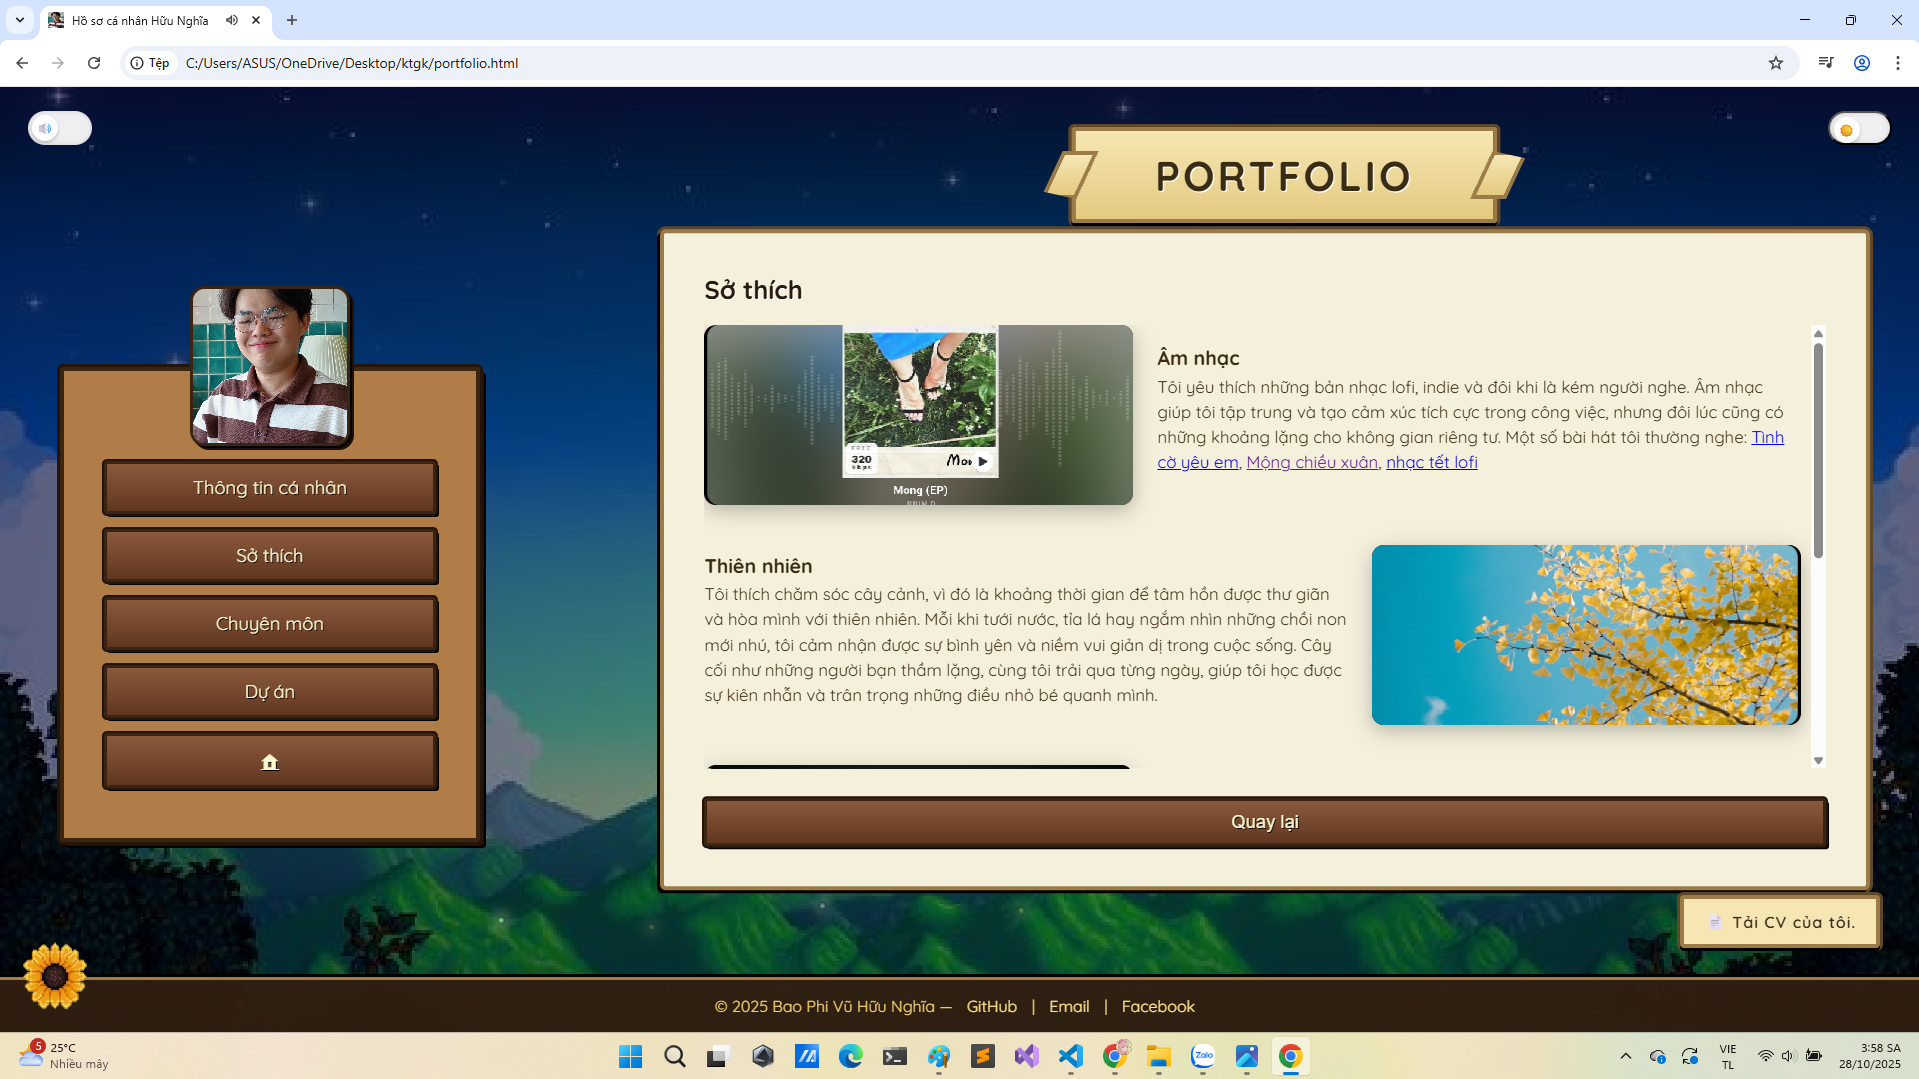 Hồ sơ cá nhân Hữu Nghĩa
Tệp
C:/Users/ASUS/OneDrive/Desktop/ktgk/portfolio.html
PORTFOLIO
Thông tin cá nhân
Sở thích
Chuyên môn
Dự án
Sở thích
FREE
320
kbps
Mong (EP)
Âm nhạc
Tôi yêu thích những bản nhạc lofi, indie và đôi khi là kém người nghe. Âm nhạc
giúp tôi tập trung và tạo cảm xúc tích cực trong công việc, nhưng đôi lúc cũng có
những khoảng lặng cho không gian riêng tư. Một số bài hát tôi thường nghe: Tình
cờ yêu em, Mộng chiều xuân, nhạc tết lofi
Thiên nhiên
Tôi thích chăm sóc cây cảnh, vì đó là khoảng thời gian để tâm hồn được thư giãn
và hòa mình với thiên nhiên. Mỗi khi tưới nước, tỉa lá hay ngắm nhìn những chồi non
mới nhú, tôi cảm nhận được sự bình yên và niềm vui giản dị trong cuộc sống. Cây
cối như những người bạn thầm lặng, cùng tôi trải qua từng ngày, giúp tôi học được
sự kiên nhẫn và trân trọng những điều nhỏ bé quanh mình.
Quay lại
Tải CV của tôi.
© 2025 Bao Phi Vũ Hữu Nghĩa — GitHub | Email | Facebook
5
25°C
Nhiều mây
Zalo
VIE
TL
3:58 SA
28/10/2025